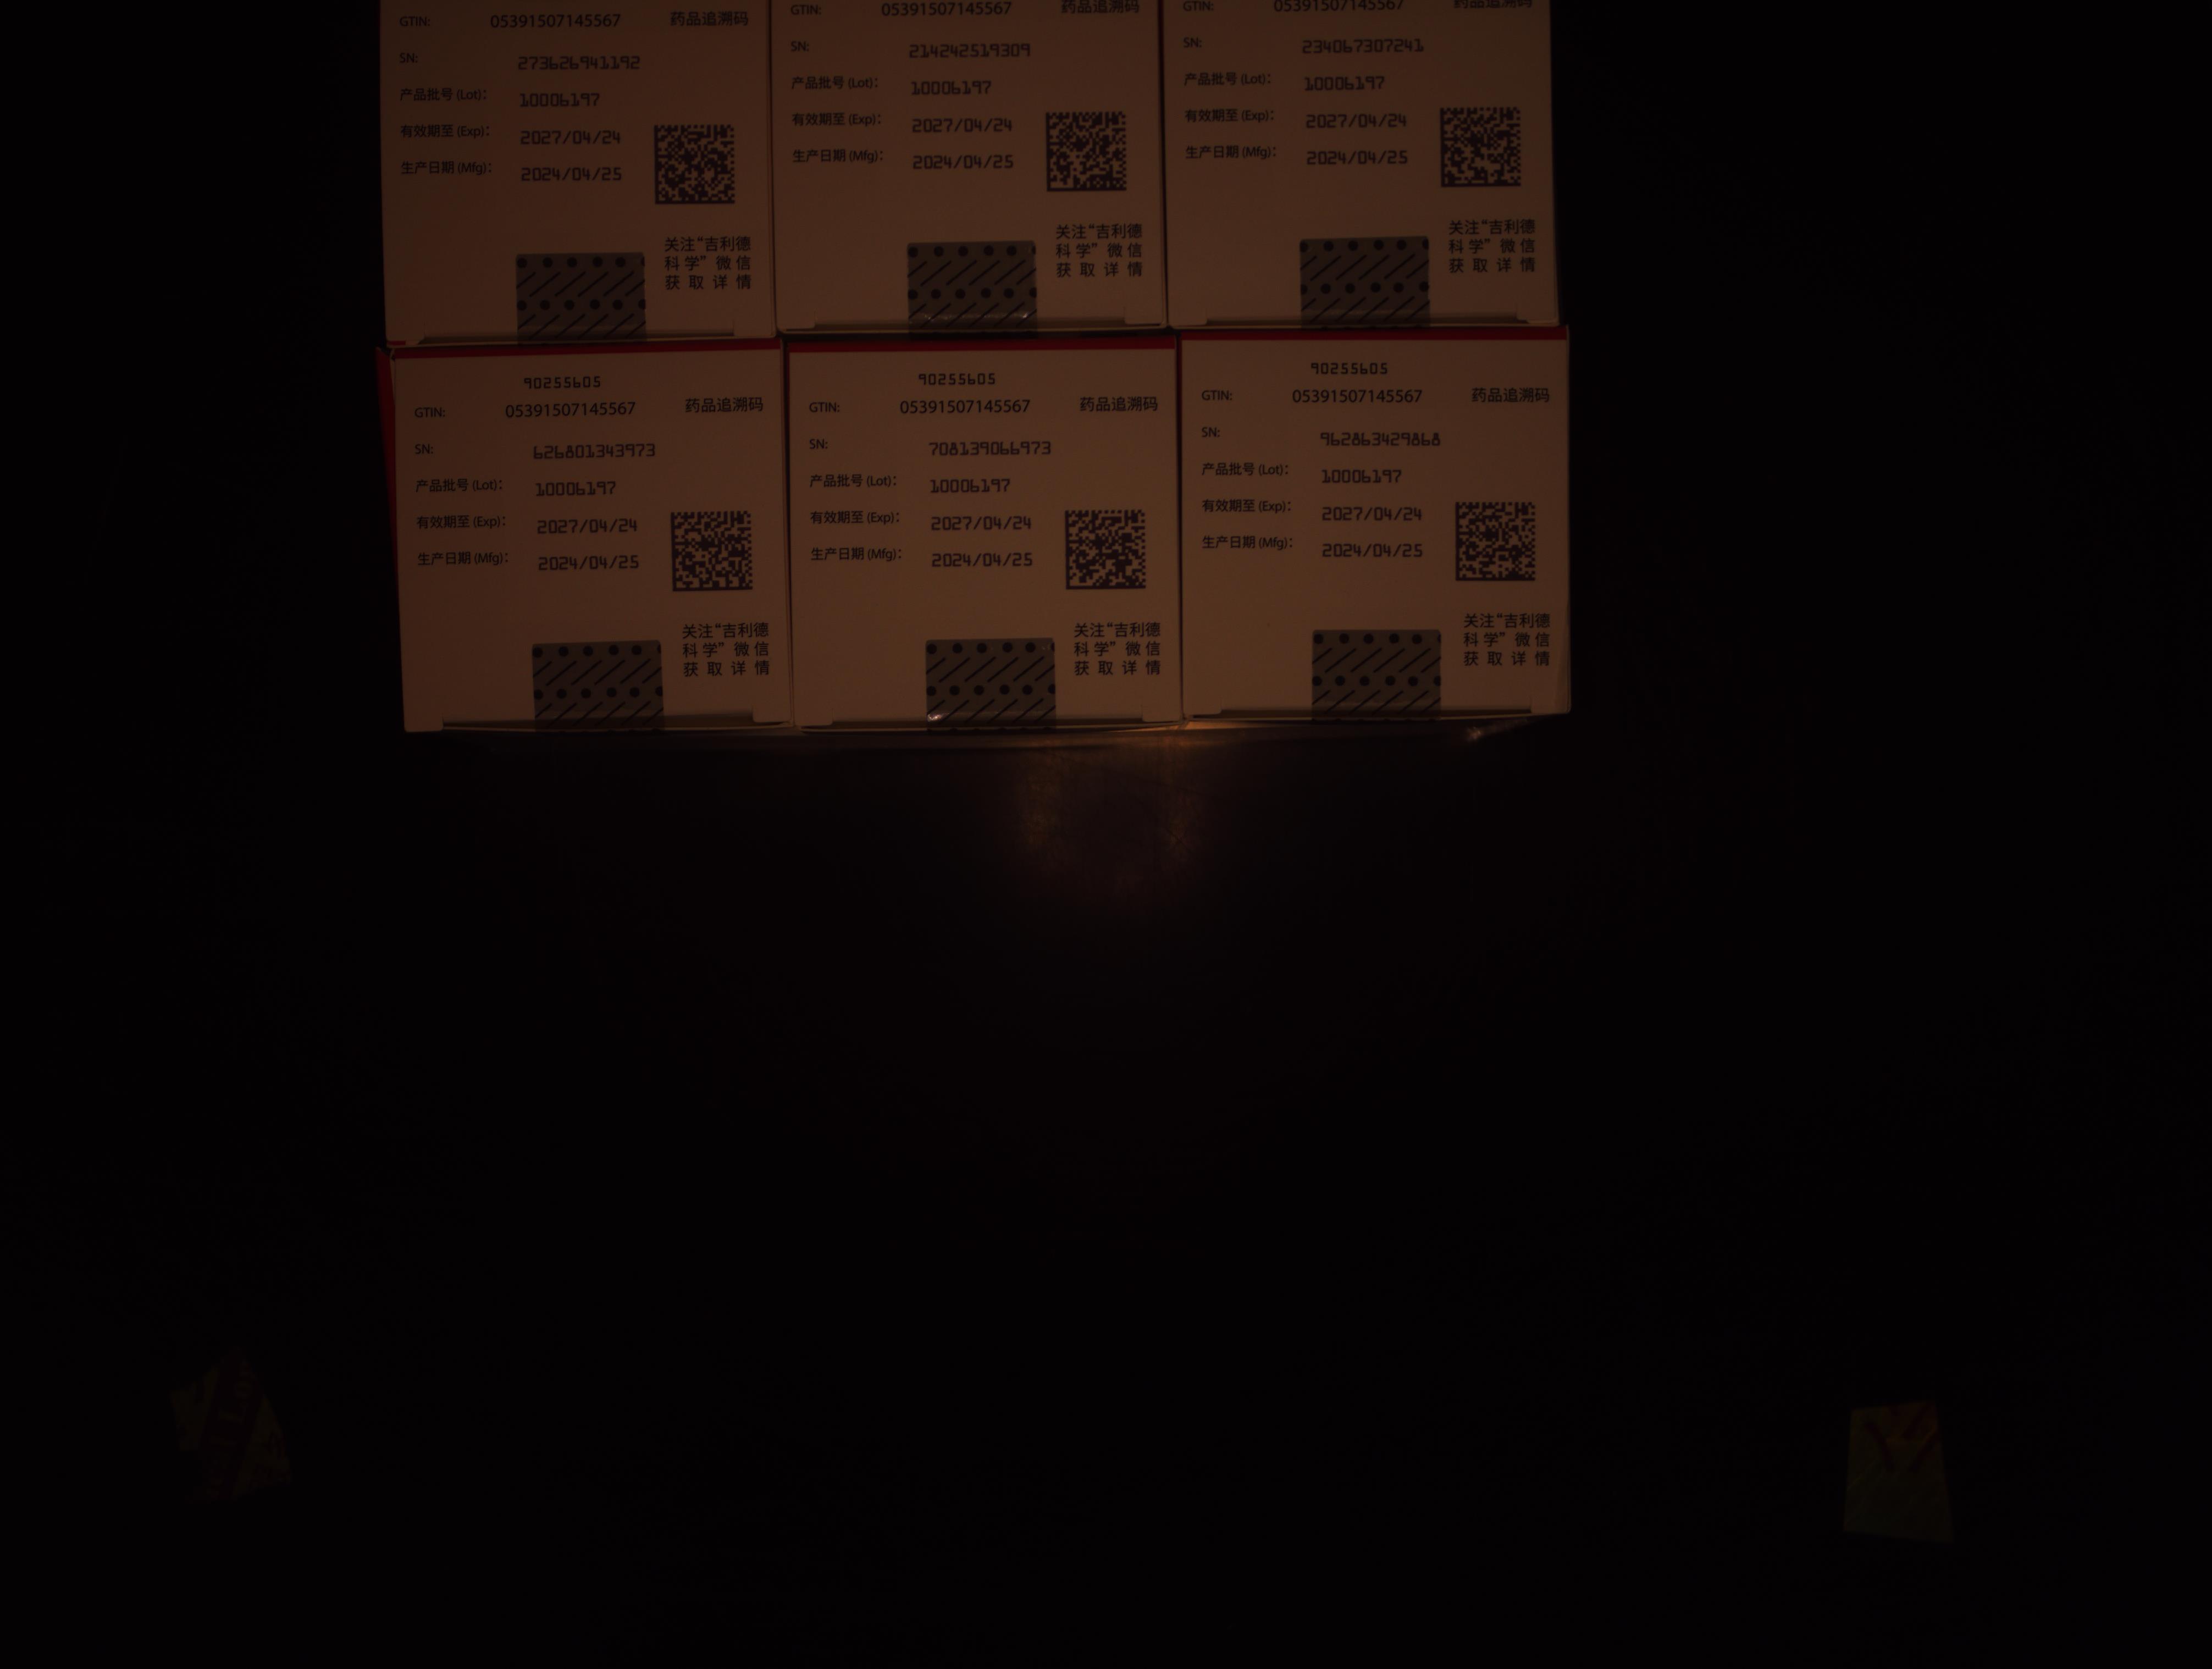 GTIN: 05391507145567 药品追溯码
SN: 273626941192
产品批号 (Lot): 10006197
有效期至 (Exp): 2027/04/24
生产日期 (Mfg): 2024/04/25
关注“吉利德
科学”微信
获取详情
GTIN: 05391507145567 药品追溯码
SN: 214242519309
产品批号 (Lot): 10006197
有效期至 (Exp): 2027/04/24
生产日期 (Mfg): 2024/04/25
关注“吉利德
科学”微信
获取详情
GTIN: 05391507145567 药品追溯码
SN: 234067307241
产品批号 (Lot): 10006197
有效期至 (Exp): 2027/04/24
生产日期 (Mfg): 2024/04/25
关注“吉利德
科学”微信
获取详情
90255605
GTIN: 05391507145567 药品追溯码
SN: 626801343973
产品批号 (Lot): 10006197
有效期至 (Exp): 2027/04/24
生产日期 (Mfg): 2024/04/25
关注“吉利德
科学”微信
获取详情
90255605
GTIN: 05391507145567 药品追溯码
SN: 708139066973
产品批号 (Lot): 10006197
有效期至 (Exp): 2027/04/24
生产日期 (Mfg): 2024/04/25
关注“吉利德
科学”微信
获取详情
90255605
GTIN: 05391507145567 药品追溯码
SN: 962863429868
产品批号 (Lot): 10006197
有效期至 (Exp): 2027/04/24
生产日期 (Mfg): 2024/04/25
关注“吉利德
科学”微信
获取详情